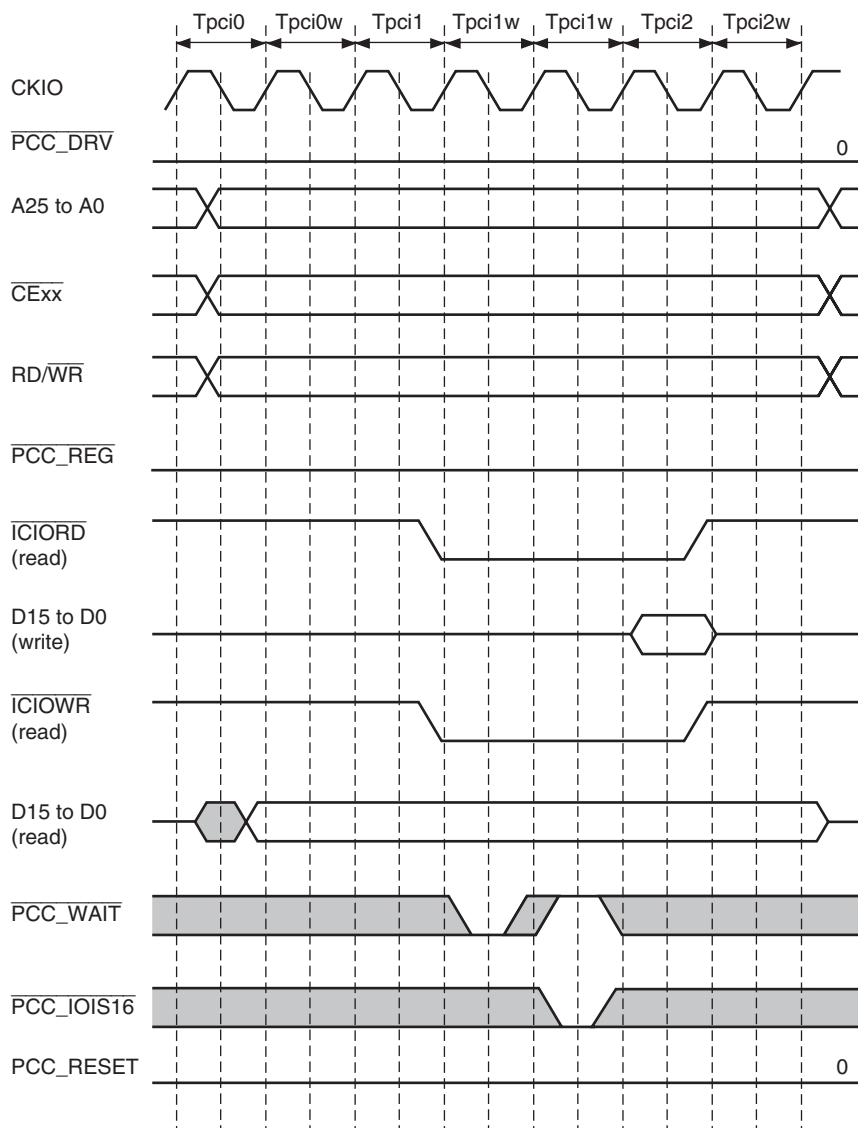 Tpci0 Tpci0w Tpci1 Tpci1w Tpci1w Tpci2 Tpci2w
CKIO
PCC_DRV 0
A25 to A0
CExx
RD/WR
PCC_REG
ICIORD
(read)
D15 to D0
(write)
ICIOWR
(read)
D15 to D0
(read)
PCC_WAIT
PCC_IOIS16
PCC_RESET 0